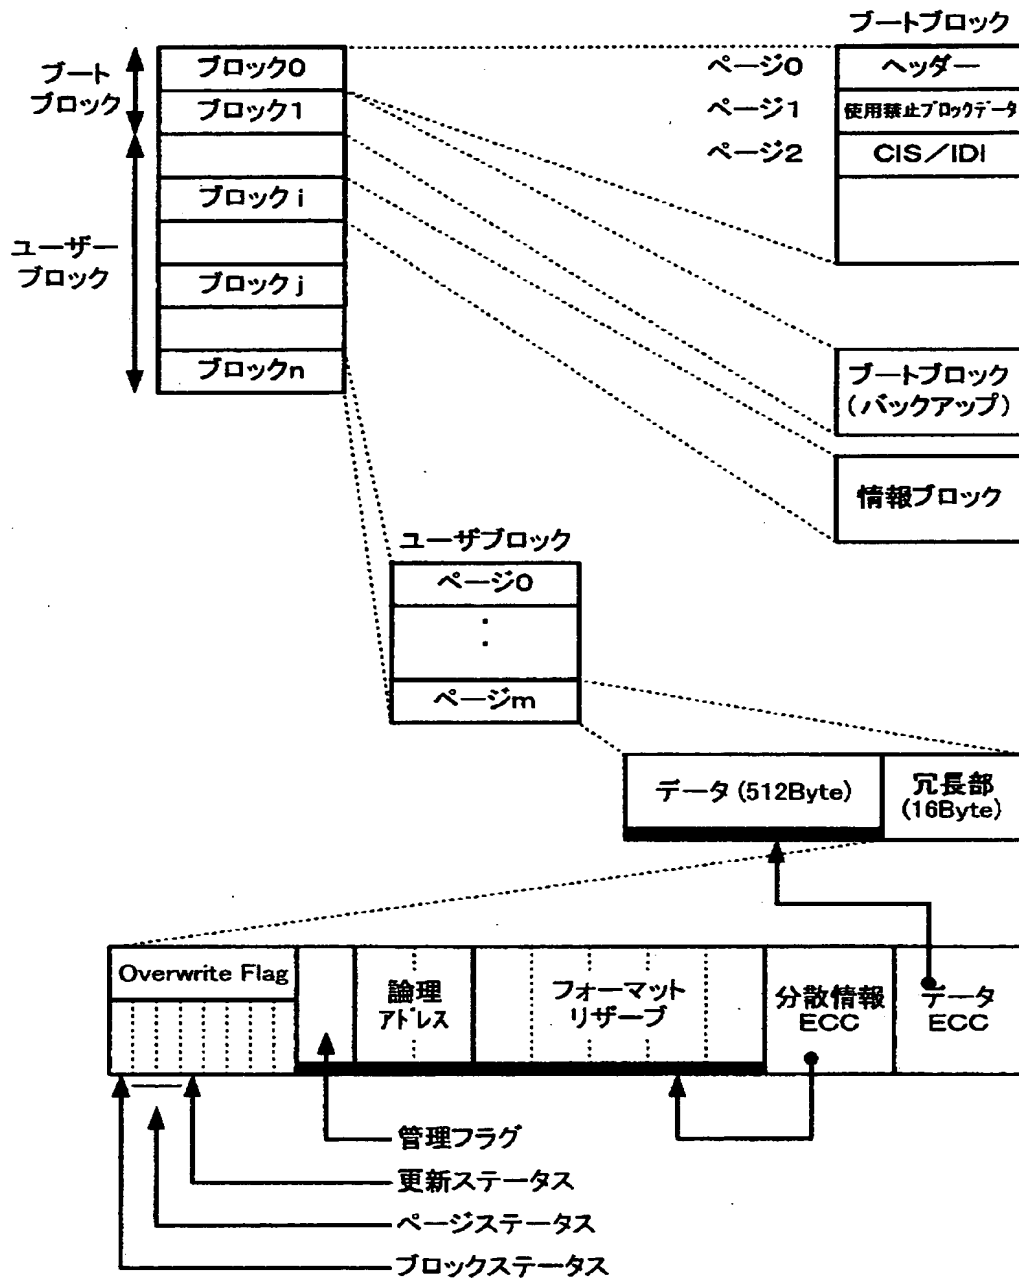 ブートブロック
ブート
ブロック
ユーザー
ブロック
ブロック0
ブロック1
ブロックi
ブロックj
ブロックn
ページ0
ページ1
ページ2
ヘッダー
使用禁止ブロックデータ
CIS/IDI
ブートブロック
(バックアップ)
情報ブロック
ユーザブロック
ページ0
ページm
データ(512Byte)
冗長部
(16Byte)
Overwrite Flag
論理
アドレス
フォーマット
リザーブ
分散情報
ECC
データ
ECC
管理フラグ
更新ステータス
ページステータス
ブロックステータス